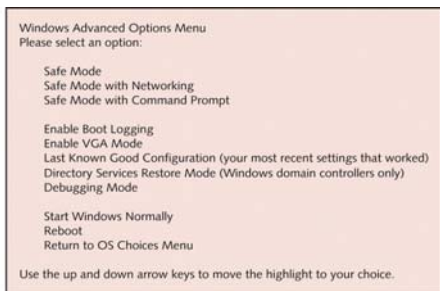 Windows Advanced Options Menu
Please select an option:
Safe Mode
Safe Mode with Networking
Safe Mode with Command Prompt
Enable Boot Logging
Enable VGA Mode
Last Known Good Configuration (your most recent settings that worked)
Directory Services Restore Mode (Windows domain controllers only)
Debugging Mode
Start Windows Normally
Reboot
Return to OS Choices Menu
Use the up and down arrow keys to move the highlight to your choice.